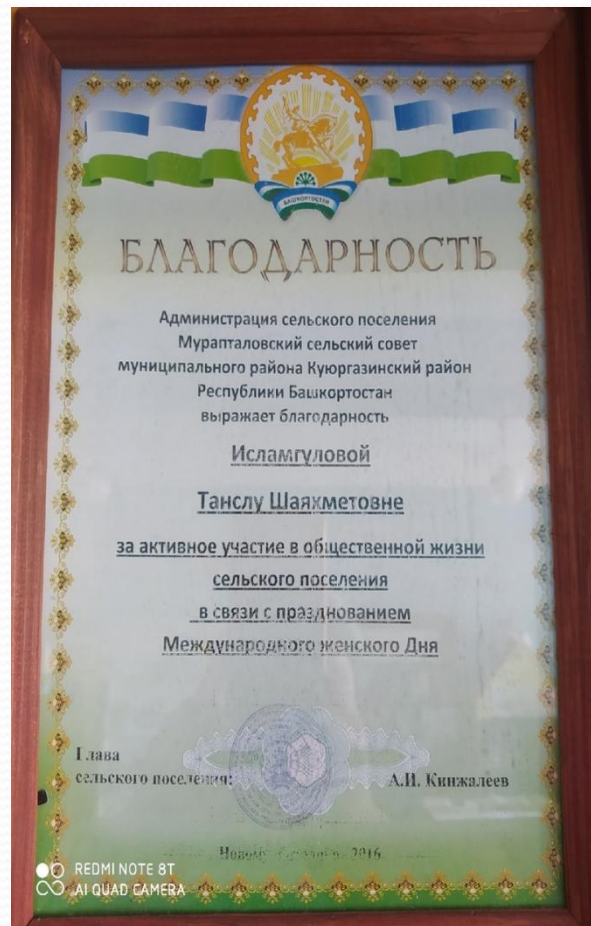 БАШКОРТОСТАН
БЛАГОДАРНОСТЬ
Администрация сельского поселения
Мурапталовский сельский совет
муниципального района Куюргазинский район
Республики Башкортостан
выражает благодарность
Исламгуловой
Танслу Шаяхметовне
за активное участие в общественной жизни
сельского поселения
в связи с празднованием
Международного женского Дня
Глава
сельского поселения:
А.И. Кинжалеев
2016
REDMI NOTE 8T
AI QUAD CAMERA